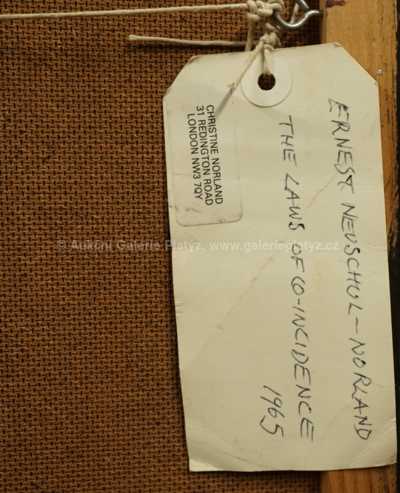 ERNEST NEUSCHUL-NORLAND
THE LAWS OF CO-INCIDENCE
1965
CHRISTINE NORLAND
31 REDINGTON ROAD
LONDON NW3 7QY
© Aukční Galerie Platýz, www.galerieplatyz.cz